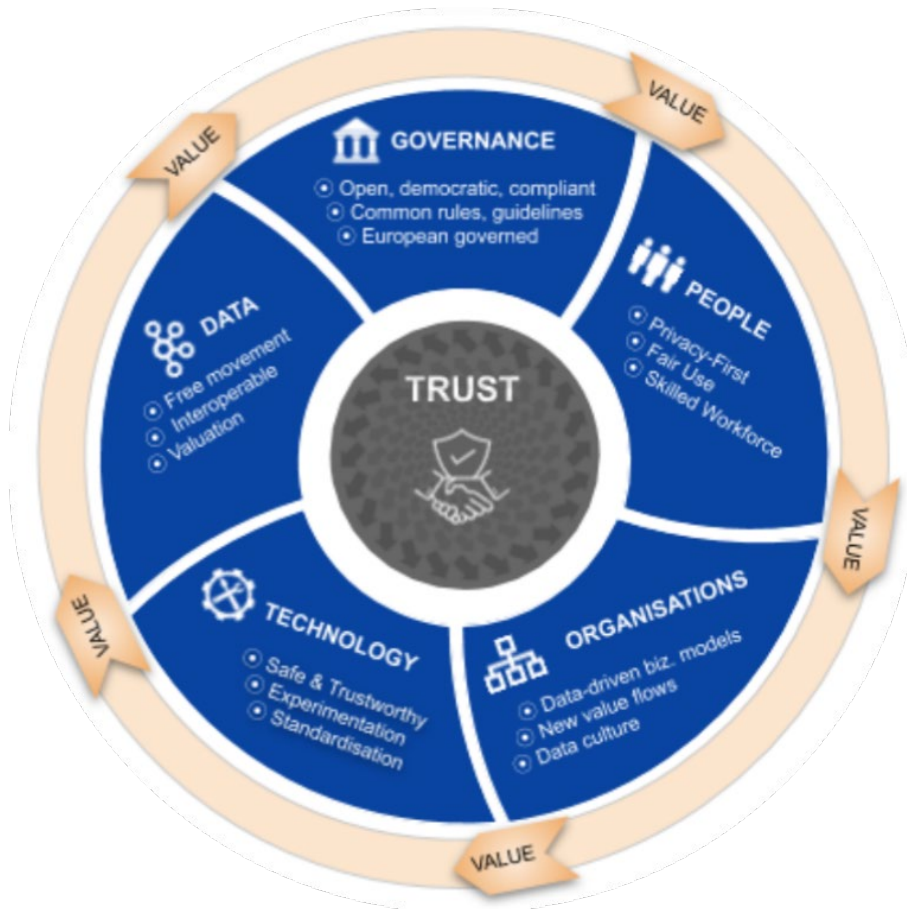 VALUE
VALUE
GOVERNANCE
Open, democratic, compliant
Common rules, guidelines
European governed
PEOPLE
Privacy-First
Fair Use
Skilled Workforce
DATA
Free movement
Interoperable
Valuation
TRUST
VALUE
ORGANISATIONS
Data-driven biz. models
New value flows
Data culture
TECHNOLOGY
Safe & Trustworthy
Experimentation
Standardisation
VALUE
VALUE